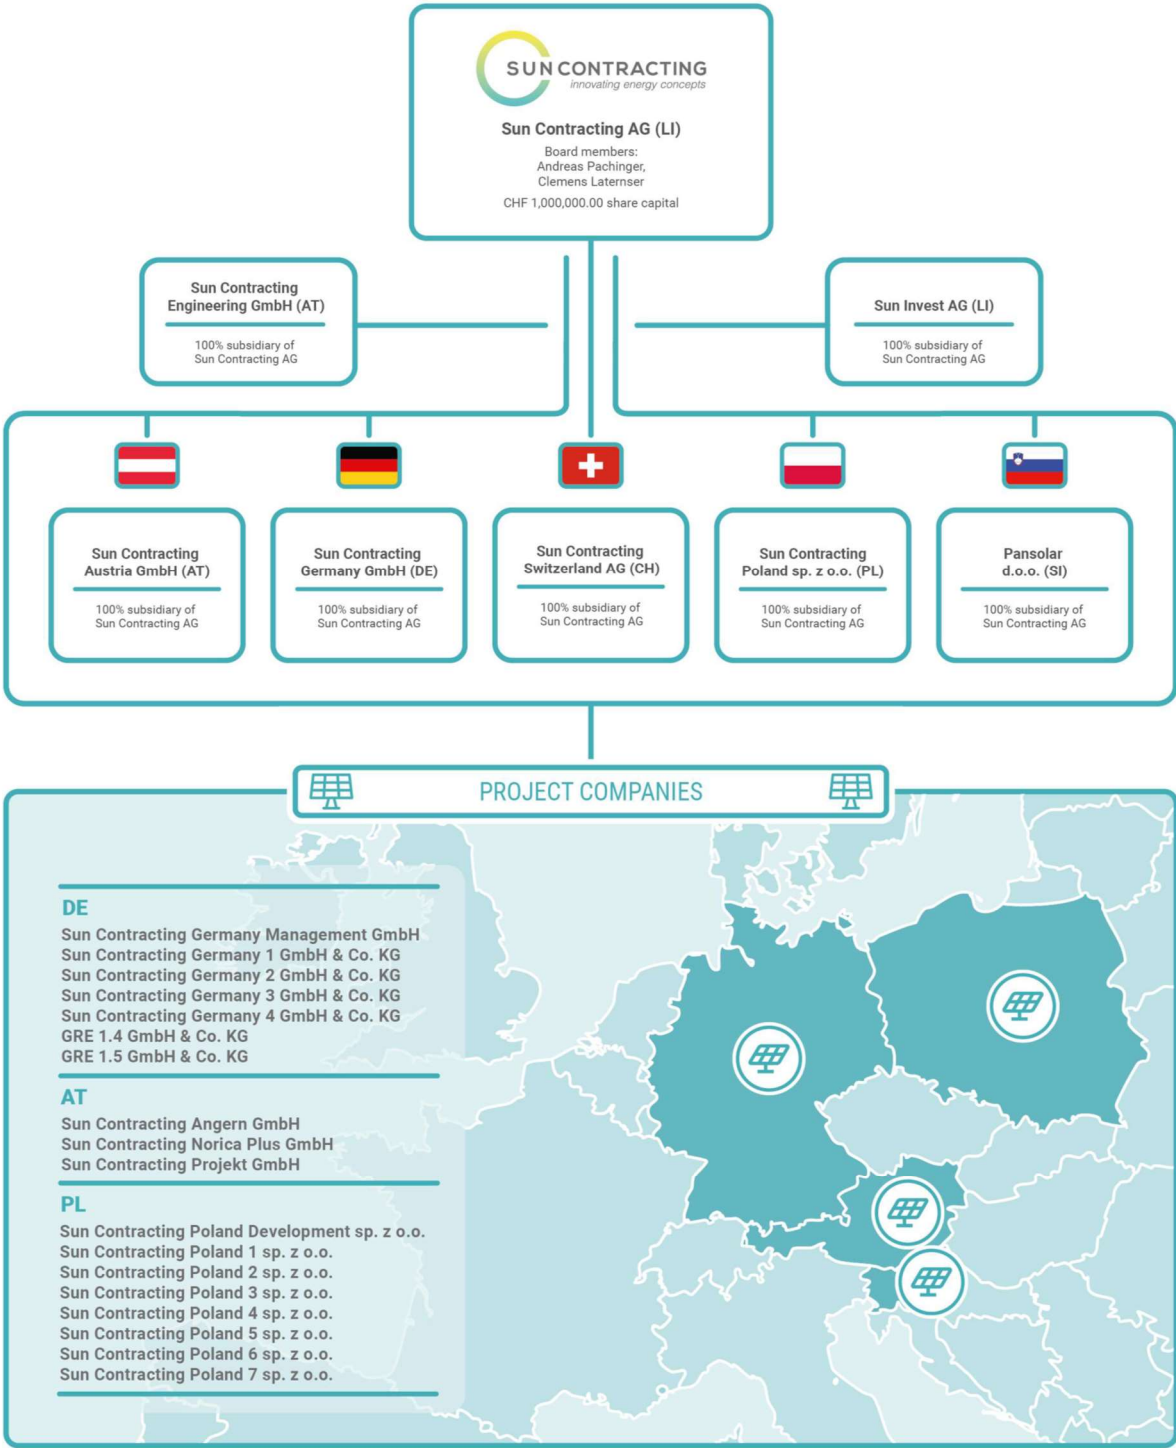 SUN CONTRACTING
innovating energy concepts
Sun Contracting AG (LI)
Board members:
Andreas Pachinger,
Clemens Laternser
CHF 1,000,000.00 share capital
Sun Contracting
Engineering GmbH (AT)
100% subsidiary of
Sun Contracting AG
Sun Invest AG (LI)
100% subsidiary of
Sun Contracting AG
Sun Contracting
Austria GmbH (AT)
100% subsidiary of
Sun Contracting AG
Sun Contracting
Germany GmbH (DE)
100% subsidiary of
Sun Contracting AG
Sun Contracting
Switzerland AG (CH)
100% subsidiary of
Sun Contracting AG
Sun Contracting
Poland sp. z o.o. (PL)
100% subsidiary of
Sun Contracting AG
Pansolar
d.o.o. (SI)
100% subsidiary of
Sun Contracting AG
PROJECT COMPANIES
DE
Sun Contracting Germany Management GmbH
Sun Contracting Germany 1 GmbH & Co. KG
Sun Contracting Germany 2 GmbH & Co. KG
Sun Contracting Germany 3 GmbH & Co. KG
Sun Contracting Germany 4 GmbH & Co. KG
GRE 1.4 GmbH & Co. KG
GRE 1.5 GmbH & Co. KG
AT
Sun Contracting Angern GmbH
Sun Contracting Norica Plus GmbH
Sun Contracting Projekt GmbH
PL
Sun Contracting Poland Development sp. z o.o.
Sun Contracting Poland 1 sp. z o.o.
Sun Contracting Poland 2 sp. z o.o.
Sun Contracting Poland 3 sp. z o.o.
Sun Contracting Poland 4 sp. z o.o.
Sun Contracting Poland 5 sp. z o.o.
Sun Contracting Poland 6 sp. z o.o.
Sun Contracting Poland 7 sp. z o.o.